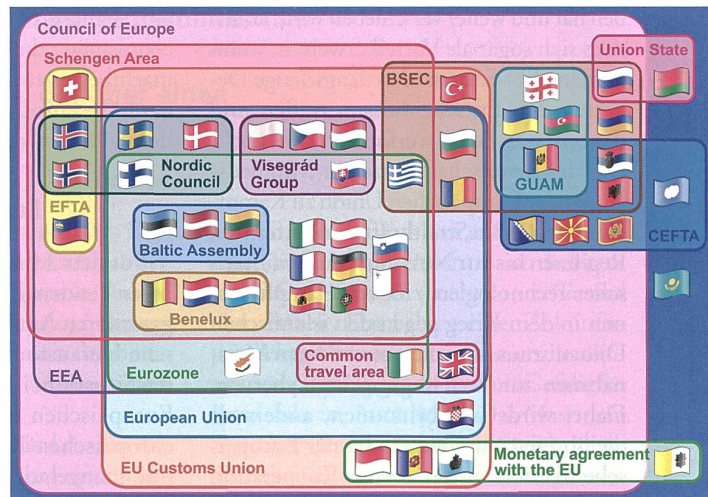 Council of Europe
Schengen Area
Union State
BSEC
Nordic
Council
Visegrád
Group
GUAM
EFTA
CEFTA
Baltic Assembly
Benelux
Common
travel area
EEA
Eurozone
European Union
EU Customs Union
Monetary agreement
with the EU